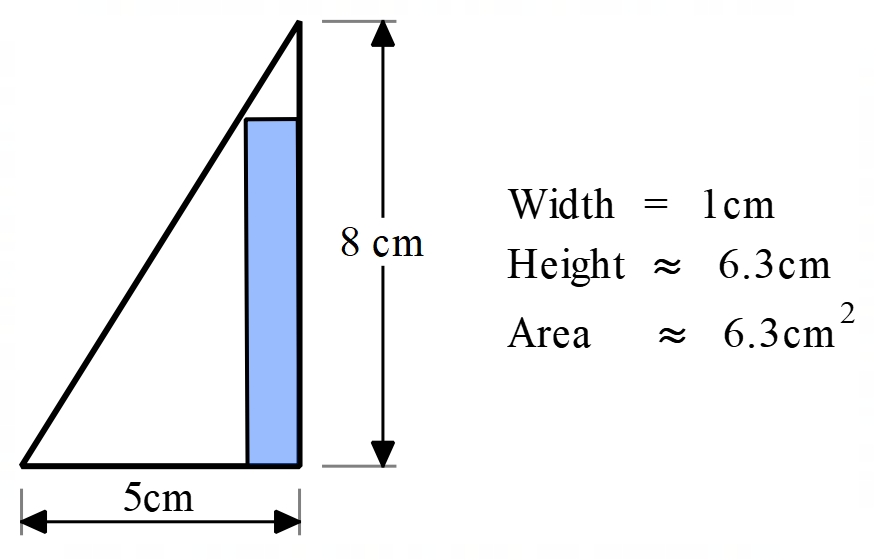 8 cm
5cm
Width = 1cm
Height ≈ 6.3cm
Area ≈ 6.3cm²